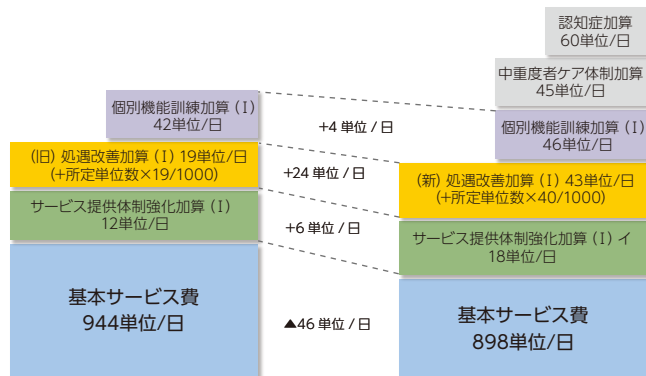 個別機能訓練加算 (Ⅰ)
42単位/日
(旧) 処遇改善加算 (Ⅰ) 19単位/日
(+所定単位数×19/1000)
サービス提供体制強化加算 (Ⅰ)
12単位/日
基本サービス費
944単位/日
+4 単位 / 日
+24 単位 / 日
+6 単位 / 日
▲46 単位 / 日
認知症加算
60単位/日
中重度者ケア体制加算
45単位/日
個別機能訓練加算 (Ⅰ)
46単位/日
(新) 処遇改善加算 (Ⅰ) 43単位/日
(+所定単位数×40/1000)
サービス提供体制強化加算 (Ⅰ) イ
18単位/日
基本サービス費
898単位/日